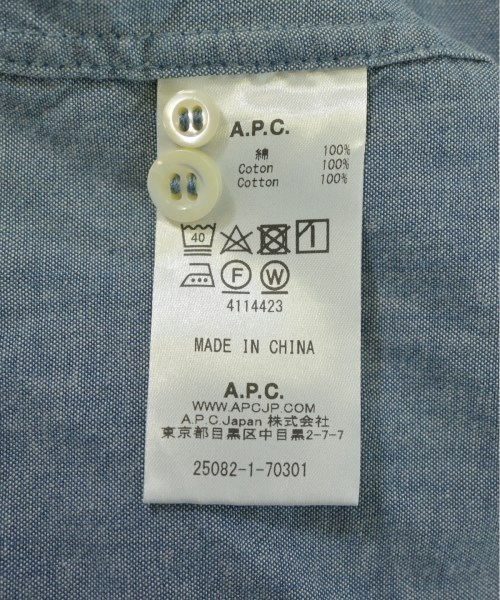 A.P.C.
綿 100%
Coton 100%
Cotton 100%
40
F W
4114423
MADE IN CHINA
A.P.C.
WWW.APCJP.COM
A.P.C.Japan 株式会社
東京都目黒区中目黒2-7-7
25082-1-70301